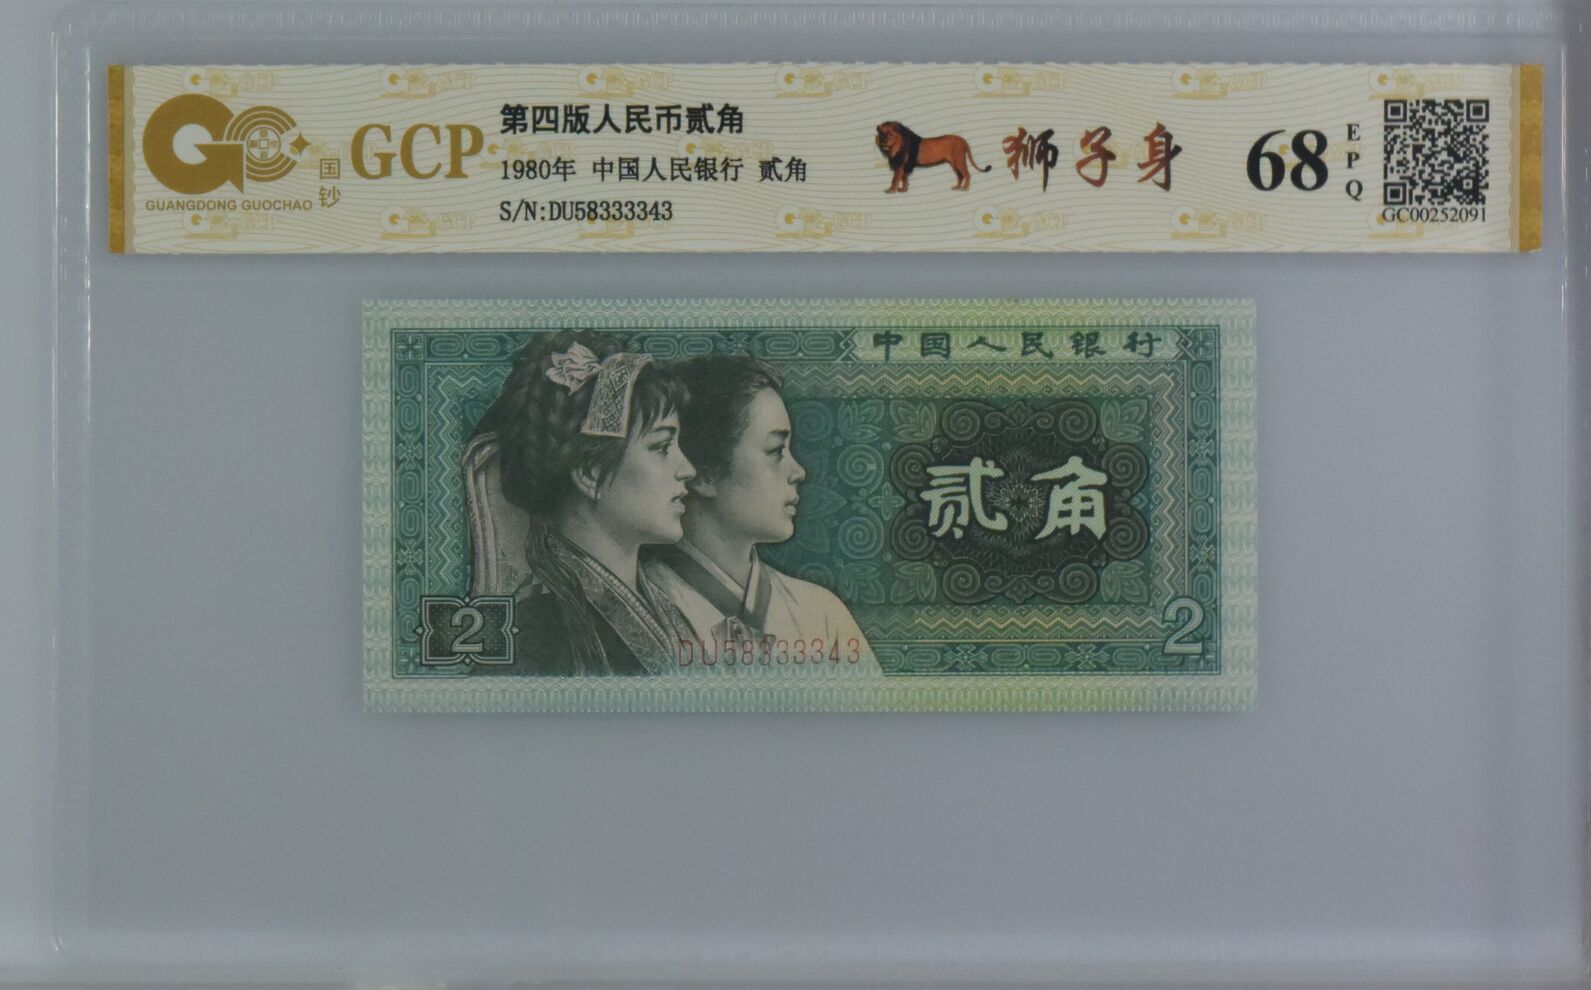 GCP
国
钞
GUANGDONG GUOCHAO
第四版人民币贰角
1980年 中国人民银行 贰角
S/N:DU58333343
狮子身
68
E
P
Q
GC00252091
中国人民银行
贰角
2
2
DU58333343